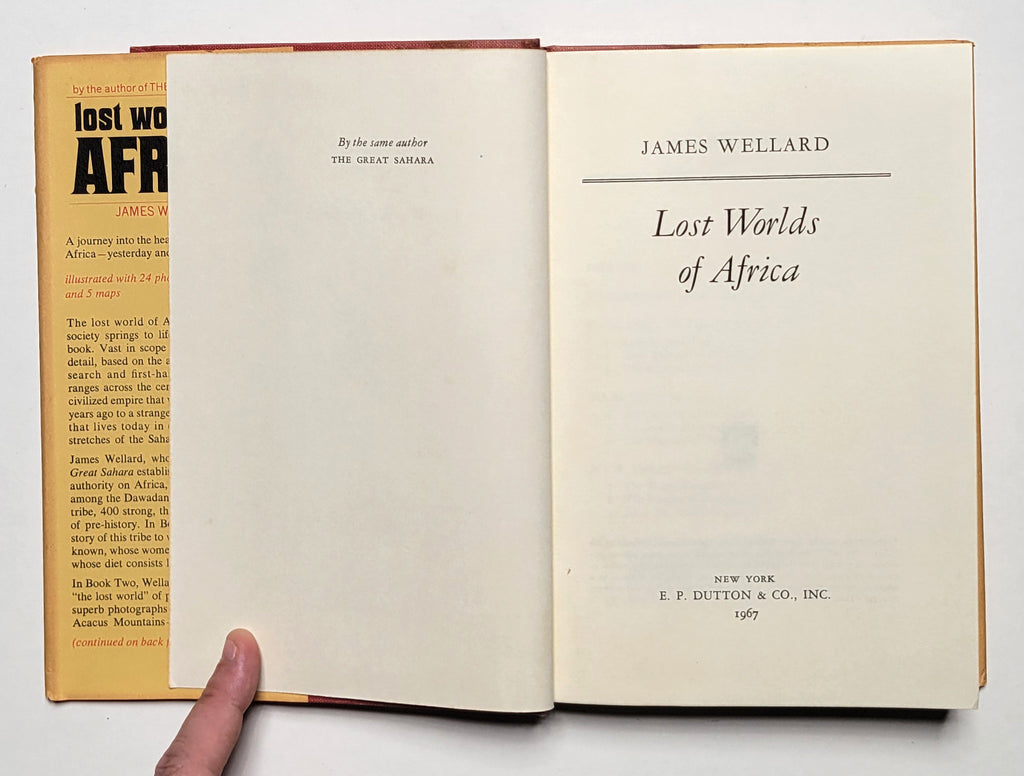 by the author of THE
lost wo
AFR
JAMES W
A journey into the hea
Africa—yesterday and
illustrated with 24 pho
and 5 maps
The lost world of A
society springs to lif
book. Vast in scope
detail, based on the a
search and first-ha
ranges across the cen
civilized empire that
years ago to a strange
that lives today in
stretches of the Saha
James Wellard, who
Great Sahara establis
authority on Africa,
among the Dawadan
tribe, 400 strong, th
of pre-history. In B
story of this tribe to
known, whose wome
whose diet consists
In Book Two, Wella
"the lost world" of
superb photographs
Acacus Mountains
(continued on back
By the same author
THE GREAT SAHARA
JAMES WELLARD
Lost Worlds
of Africa
NEW YORK
E. P. DUTTON & CO., INC.
1967